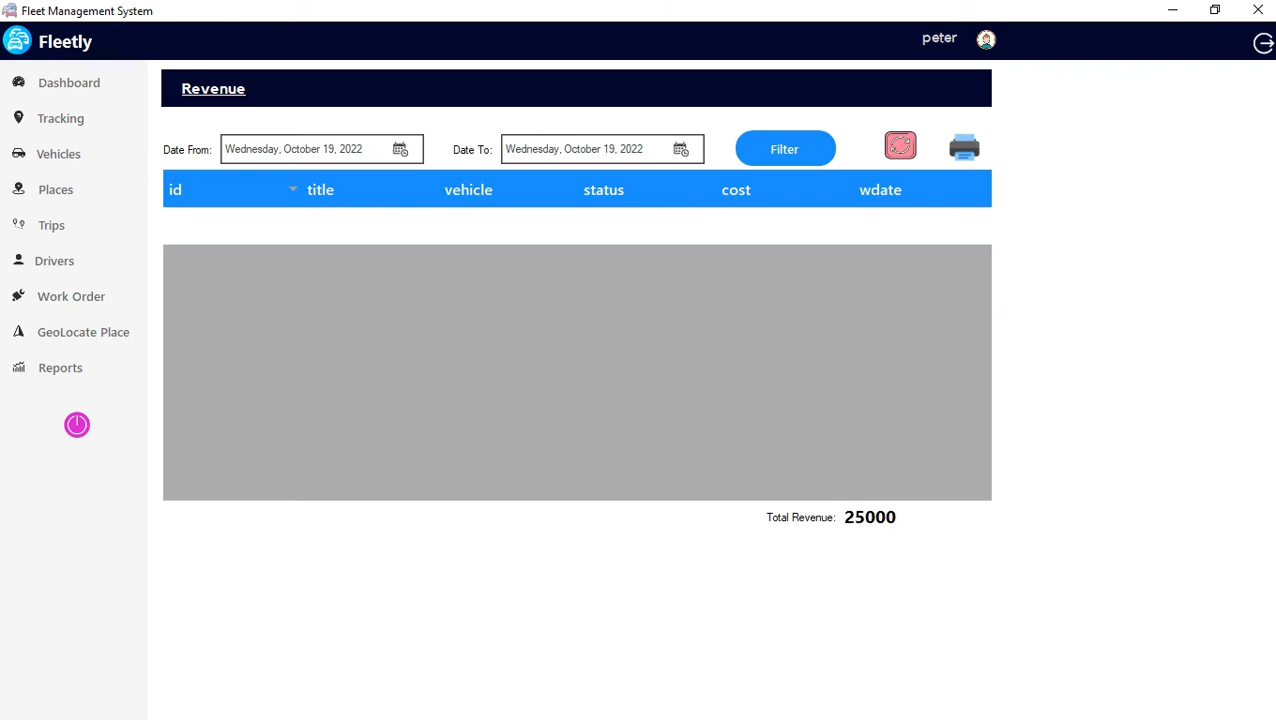 Fleet Management System
Fleetly
peter
Dashboard
Tracking
Vehicles
Places
Trips
Drivers
Work Order
GeoLocate Place
Reports
Revenue
Date From: Wednesday, October 19, 2022 Date To: Wednesday, October 19, 2022 Filter
id title vehicle status cost wdate
Total Revenue: 25000